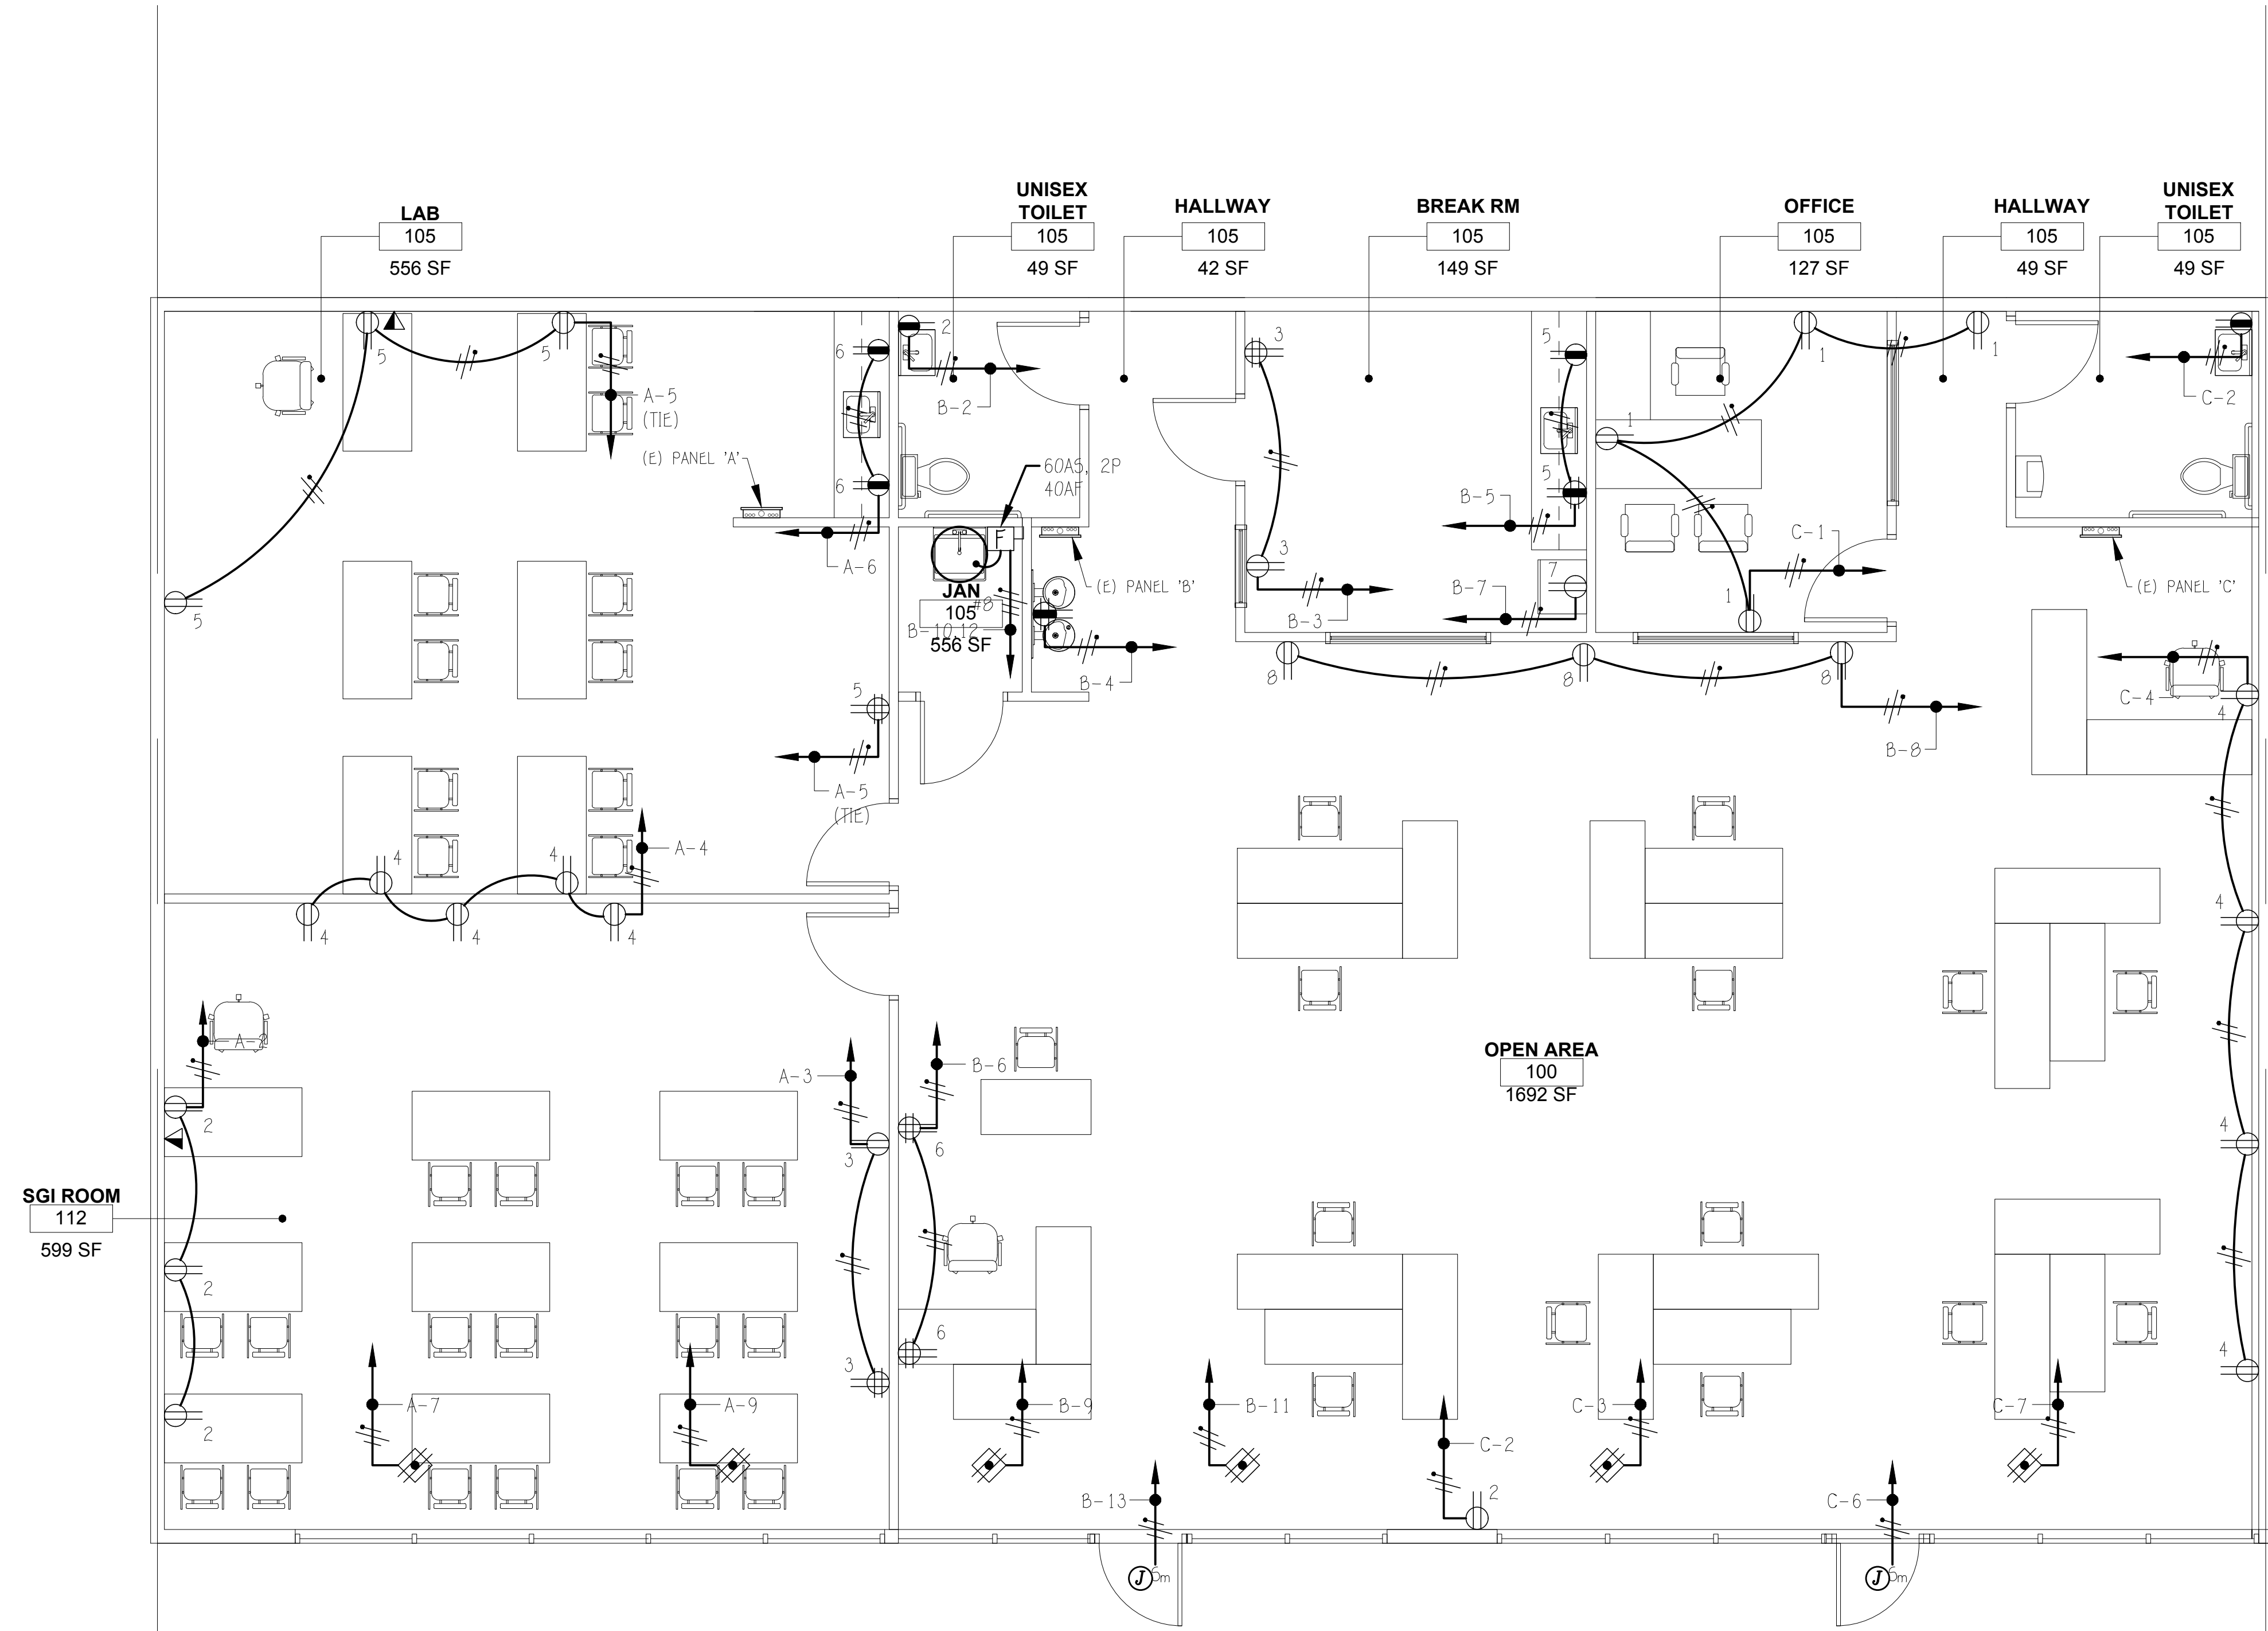 UNISEX
TOILET
105
49 SF
UNISEX
TOILET
105
49 SF
LAB
105
556 SF
HALLWAY
105
42 SF
BREAK RM
105
149 SF
OFFICE
105
127 SF
HALLWAY
105
49 SF
5
5
A-5
(TIE)
5
6
6
A-6
(E) PANEL 'A'
2
B-2
60AS, 2P
40AF
F
JAN
105
556 SF
#8
B-10,12
(E) PANEL 'B'
B-4
3
3
B-3
5
5
B-5
7
B-7
1
1
1
1
C-1
C-2
(E) PANEL 'C'
8
8
8
B-8
C-4
4
4
4
4
5
A-5
(TIE)
A-4
4
4
4
4
4
A-2
2
2
2
SGI ROOM
112
599 SF
A-3
3
3
B-6
6
6
OPEN AREA
100
1692 SF
A-7
A-9
B-9
B-11
C-2
2
C-3
C-7
B-13
C-6
J
6m
J
6m